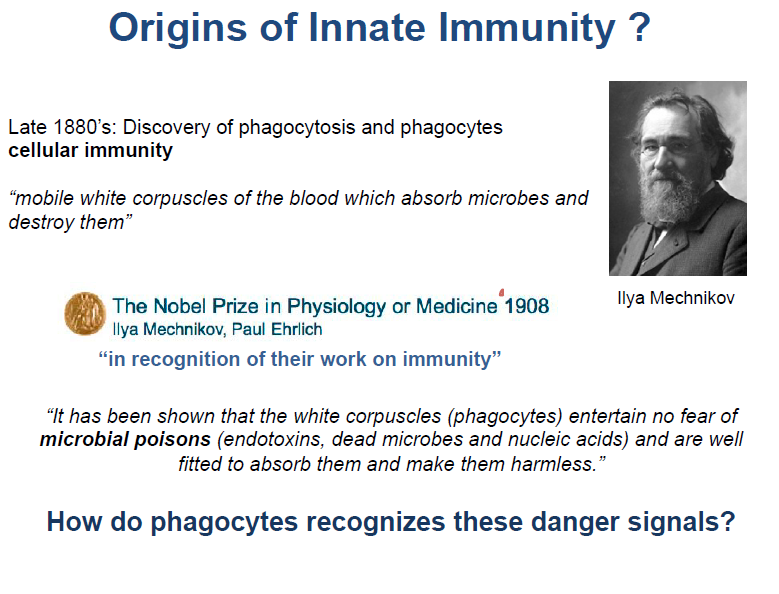 Origins of Innate Immunity ?
Late 1880's: Discovery of phagocytosis and phagocytes
cellular immunity
“mobile white corpuscles of the blood which absorb microbes and
destroy them”
Ilya Mechnikov
The Nobel Prize in Physiology or Medicine 1908
Ilya Mechnikov, Paul Ehrlich
“in recognition of their work on immunity”
“It has been shown that the white corpuscles (phagocytes) entertain no fear of
microbial poisons (endotoxins, dead microbes and nucleic acids) and are well
fitted to absorb them and make them harmless.”
How do phagocytes recognizes these danger signals?